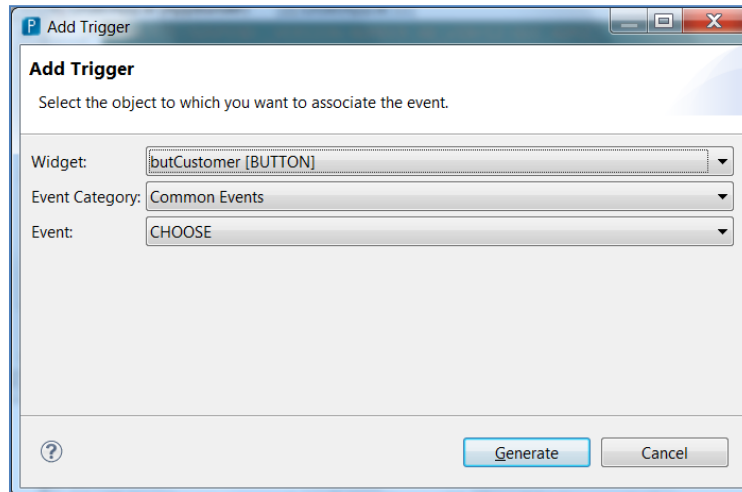 P Add Trigger
X
Add Trigger
Select the object to which you want to associate the event.
Widget: butCustomer [BUTTON]
Event Category: Common Events
Event: CHOOSE
? Generate Cancel